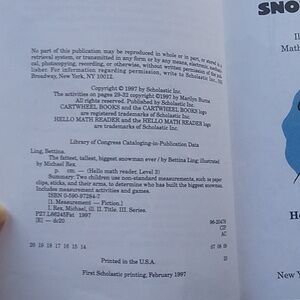 No part of this publication may be reproduced in whole or in part, or stored in a
retrieval system, or transmitted in any form or by any means, electronic, mechani-
cal, photocopying, recording, or otherwise, without written permission of the pub-
lisher. For information regarding permission, write to Scholastic Inc.,
Broadway, New York, NY 10012.
Copyright © 1997 by Scholastic Inc.
The activities on pages 29-32 copyright ©1997 by Marilyn Burns
All rights reserved. Published by Scholastic Inc.
CARTWHEEL BOOKS and the CARTWHEEL BOOKS logo
are registered trademarks of Scholastic Inc.
HELLO MATH READER and the HELLO MATH READER logo
are trademarks of Scholastic Inc.
Library of Congress Cataloging-in-Publication Data
Ling, Bettina.
The fattest, tallest, biggest snowman ever / by Bettina Ling, illustrated
by Michael Rex.
p. cm. — (Hello math reader, Level 3)
Summary: Two children use non-standard measurements, such as paper
clips, sticks, and their arms, to determine who has built the biggest snowman.
Includes measurement activities and games.
ISBN 0-590-97284-7
[1. Measurement — Fiction.]
I. Rex, Michael, ill. II. Title. III. Series.
PZ7.L66245Fat 1997
[E] — dc20
96-20476
CIP
AC
20 19 18 17 16 15 14
07 08 09
Printed in the U.S.A.
23
First Scholastic printing, February 1997
SNO
Il
Math
He
New Y